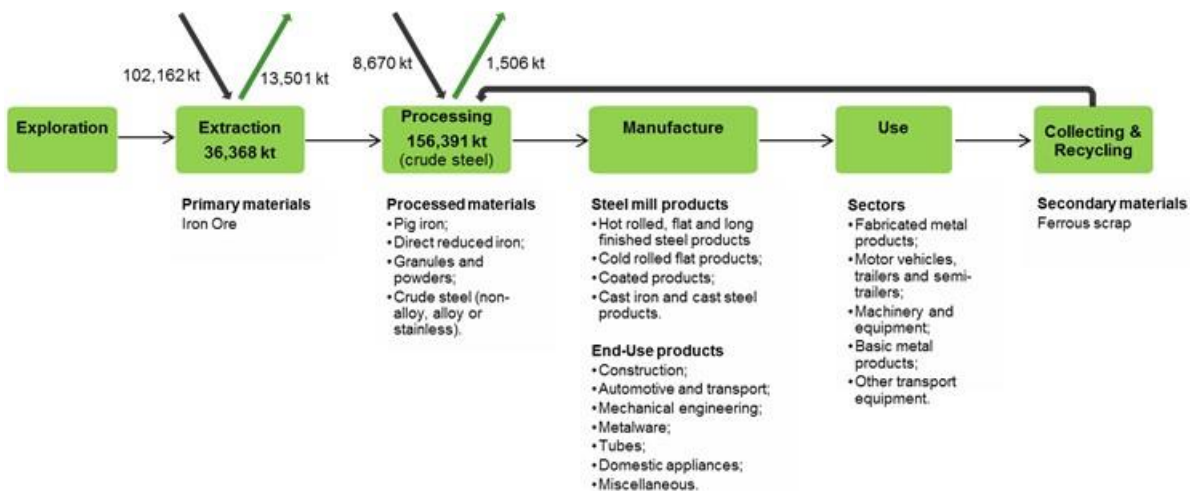 102,162 kt
13,501 kt
8,670 kt
1,506 kt
Exploration
Extraction
36,368 kt
Processing
156,391 kt
(crude steel)
Manufacture
Use
Collecting &
Recycling
Primary materials
Iron Ore
Processed materials
•Pig iron;
•Direct reduced iron;
•Granules and
powders;
•Crude steel (non-
alloy, alloy or
stainless).
Steel mill products
•Hot rolled, flat and long
finished steel products
•Cold rolled flat products;
•Coated products;
•Cast iron and cast steel
products.
End-Use products
•Construction;
•Automotive and transport;
•Mechanical engineering;
•Metalware;
•Tubes;
•Domestic appliances;
•Miscellaneous.
Sectors
•Fabricated metal
products;
•Motor vehicles,
trailers and semi-
trailers;
•Machinery and
equipment;
•Basic metal
products;
•Other transport
equipment.
Secondary materials
Ferrous scrap